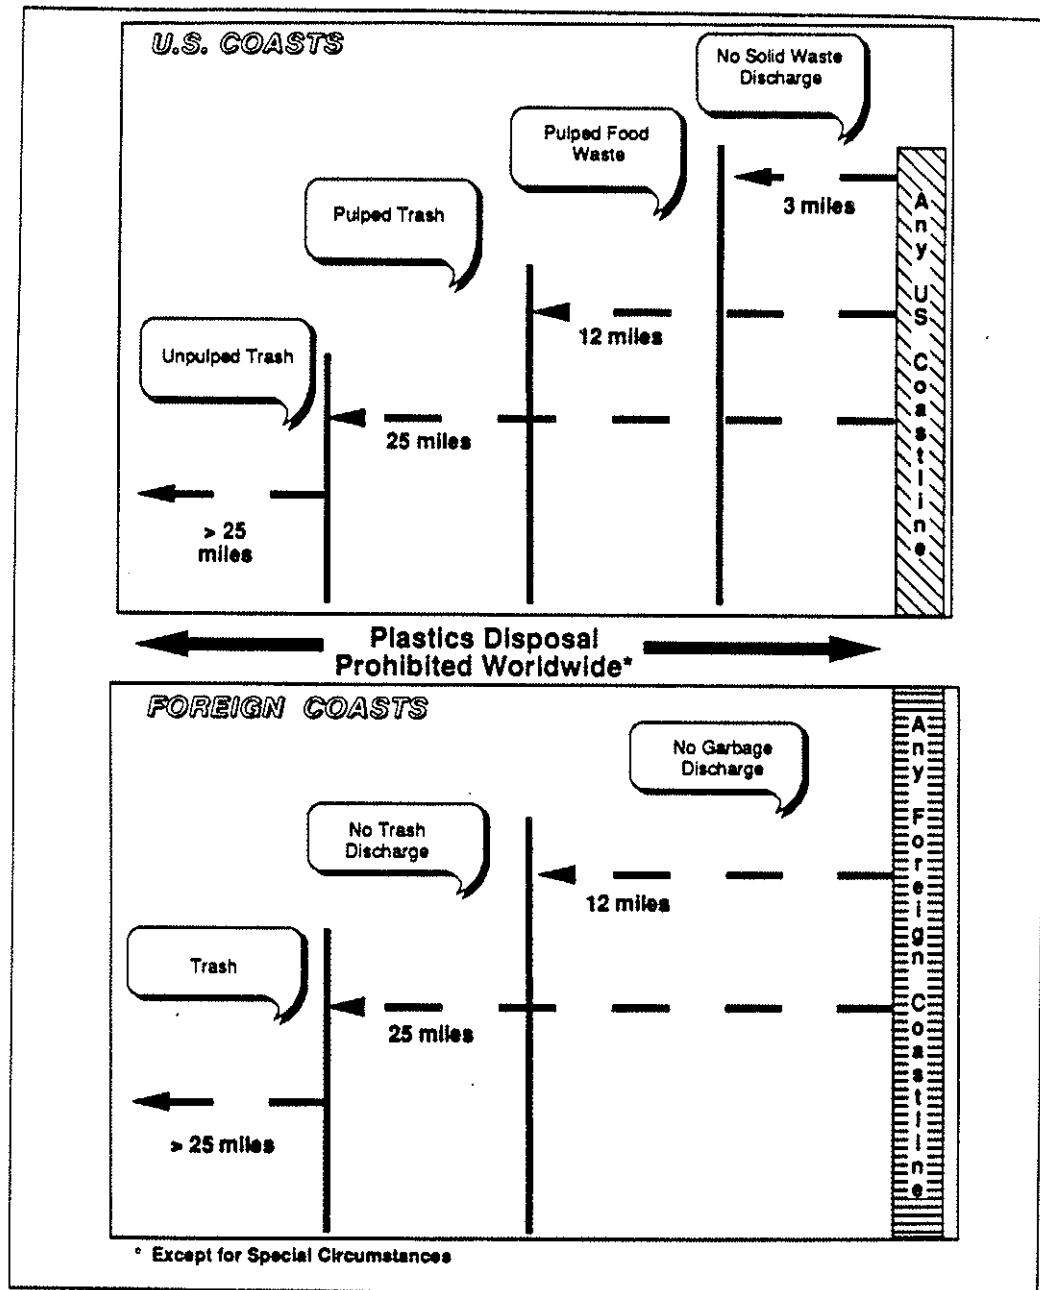 U.S. COASTS
No Solid Waste
Discharge
Pulped Food
Waste
3 miles
Pulped Trash
12 miles
Unpulped Trash
25 miles
> 25
miles
Any US Coastline
Plastics Disposal
Prohibited Worldwide*
FOREIGN COASTS
No Garbage
Discharge
No Trash
Discharge
12 miles
Trash
25 miles
> 25 miles
Any Foreign Coastline
* Except for Special Circumstances